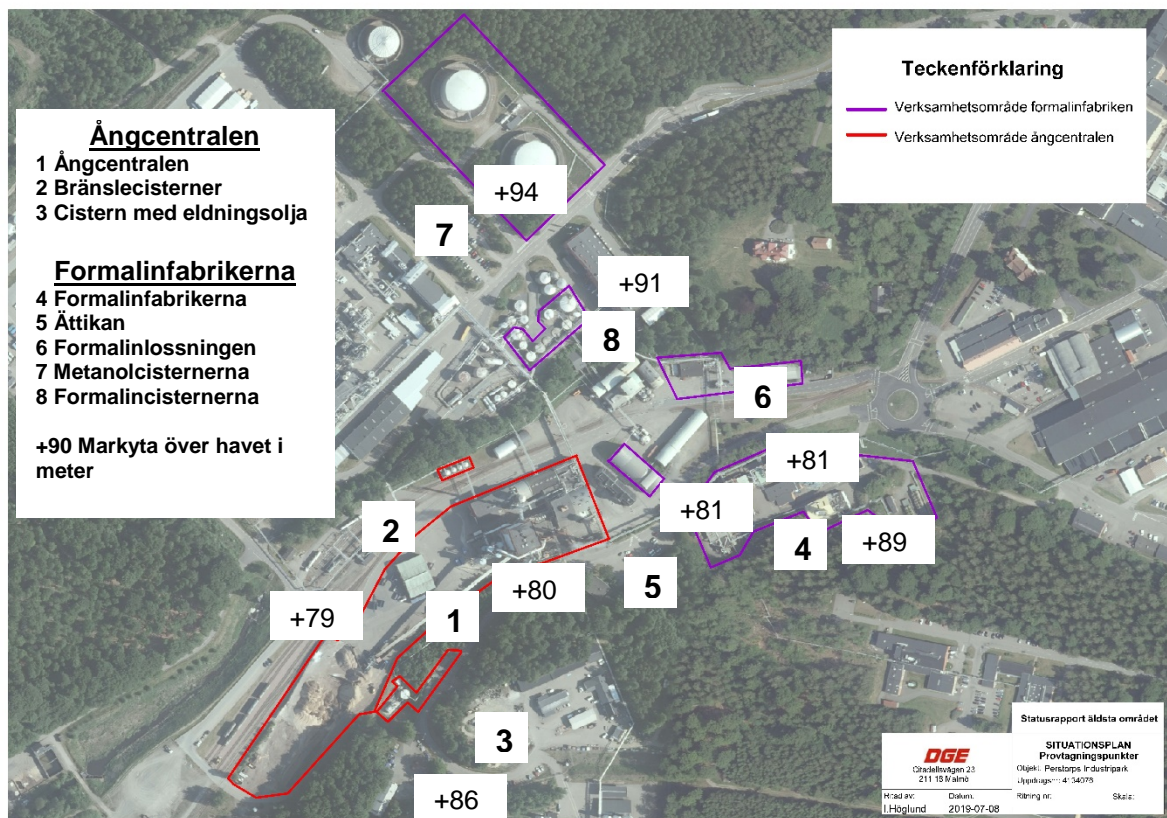 Ångcentralen
1 Ångcentralen
2 Bränslecisterner
3 Cistern med eldningsolja
Formalinfabrikerna
4 Formalinfabrikerna
5 Ättikan
6 Formalinlossningen
7 Metanolcisternerna
8 Formalincisternerna
+90 Markyta över havet i
meter
Teckenförklaring
Verksamhetsområde formalinfabriken
Verksamhetsområde ångcentralen
+94
7
+91
8
6
+81
+81
2
4
+89
5
+80
+79
1
3
+86
Statusrapport äldsta området
DGE
Citadellsvägen 23
211 18 Malmö
SITUATIONSPLAN
Provtagningspunkter
Objekt: Perstorps Industripark
Uppdragsnr: 4134076
Ritad av:
Datum:
Ritning nr:
Skala:
I.Höglund
2019-07-08